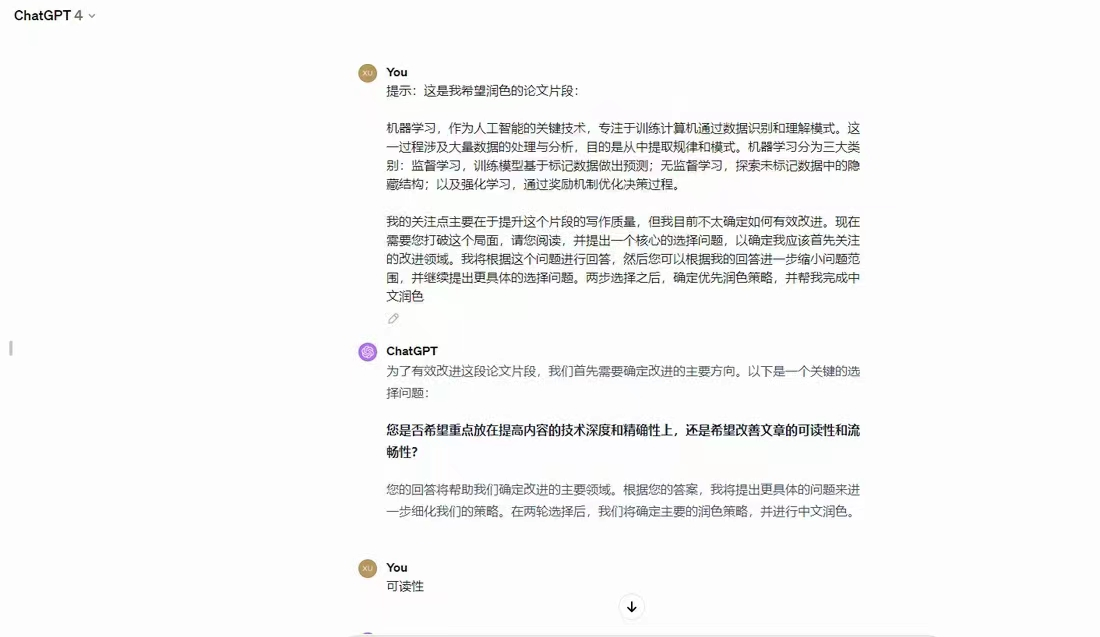 ChatGPT 4
XU
You
提示：这是我希望润色的论文片段：
机器学习，作为人工智能的关键技术，专注于训练计算机通过数据识别和理解模式。这
一过程涉及大量数据的处理与分析，目的是从中提取规律和模式。机器学习分为三大类
别：监督学习，训练模型基于标记数据做出预测；无监督学习，探索未标记数据中的隐
藏结构；以及强化学习，通过奖励机制优化决策过程。
我的关注点主要在于提升这个片段的写作质量，但我目前不太确定如何有效改进。现在
需要您打破这个局面，请您阅读，并提出一个核心的选择问题，以确定我应该首先关注
的改进领域。我将根据这个问题进行回答，然后您可以根据我的回答进一步缩小问题范
围，并继续提出更具体的选择问题。两步选择之后，确定优先润色策略，并帮我完成中
文润色
ChatGPT
为了有效改进这段论文片段，我们首先需要确定改进的主要方向。以下是一个关键的选
择问题：
您是否希望重点放在提高内容的技术深度和精确性上，还是希望改善文章的可读性和流
畅性？
您的回答将帮助我们确定改进的主要领域。根据您的答案，我将提出更具体的问题来进
一步细化我们的策略。在两轮选择后，我们将确定主要的润色策略，并进行中文润色。
XU
You
可读性